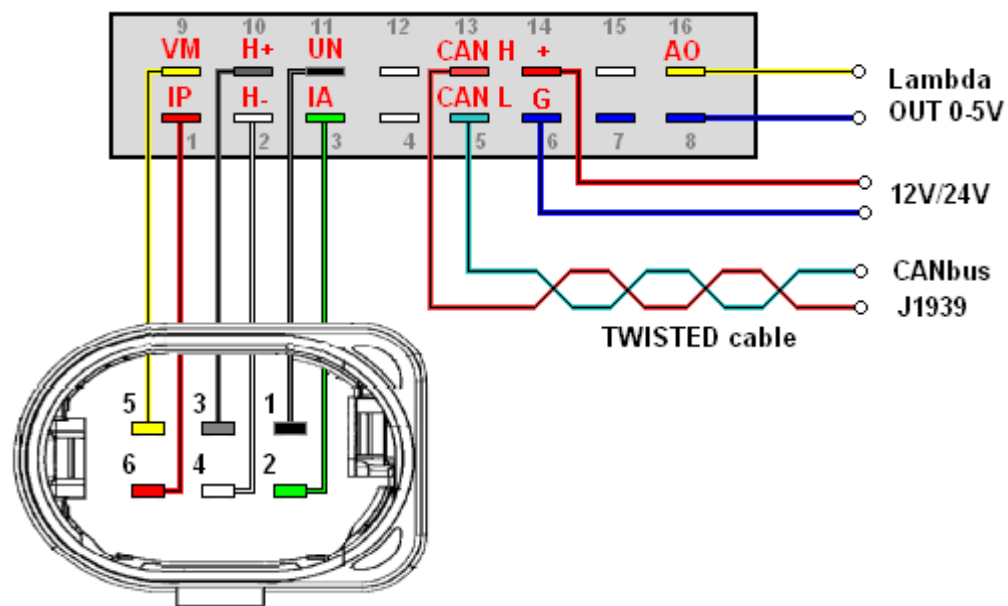 9 10 11 12 13 14 15 16
VM H+ UN CAN H + AO
IP H- IA CAN L G
1 2 3 4 5 6 7 8
Lambda
OUT 0-5V
12V/24V
CANbus
J1939
TWISTED cable
5 3 1
6 4 2